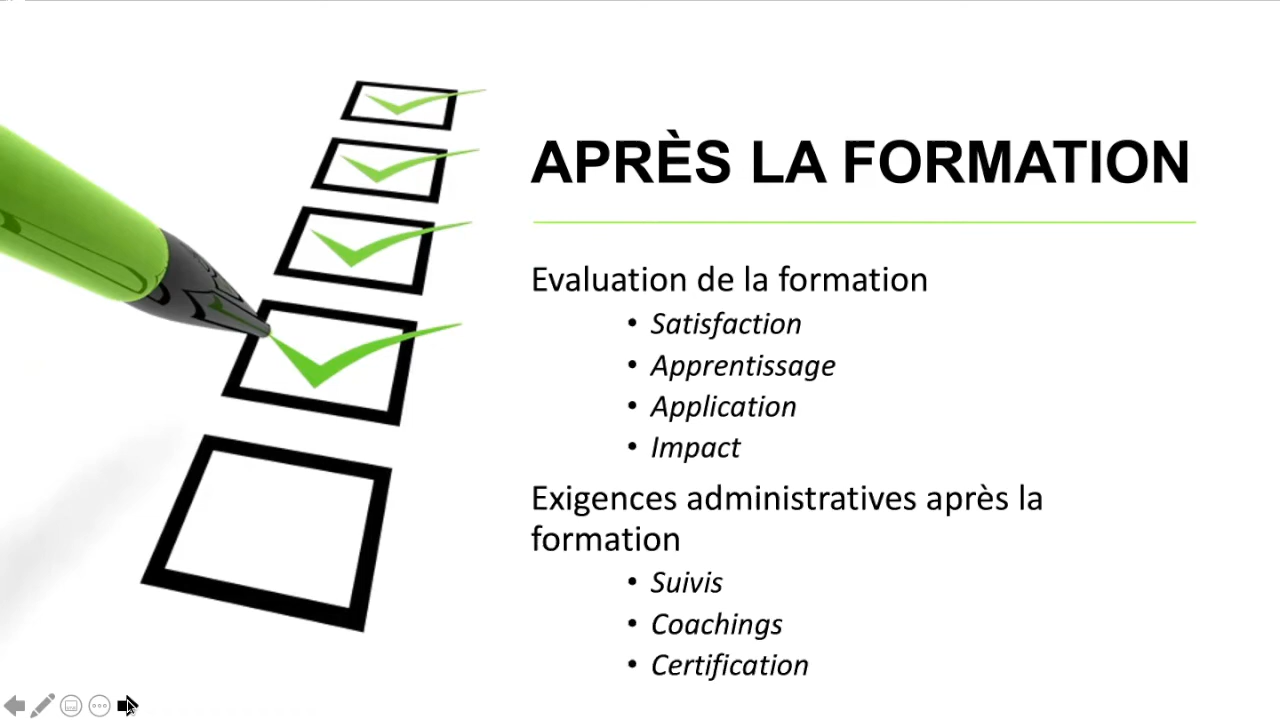 APRÈS LA FORMATION
Evaluation de la formation
• Satisfaction
• Apprentissage
• Application
• Impact
Exigences administratives après la
formation
• Suivis
• Coachings
• Certification